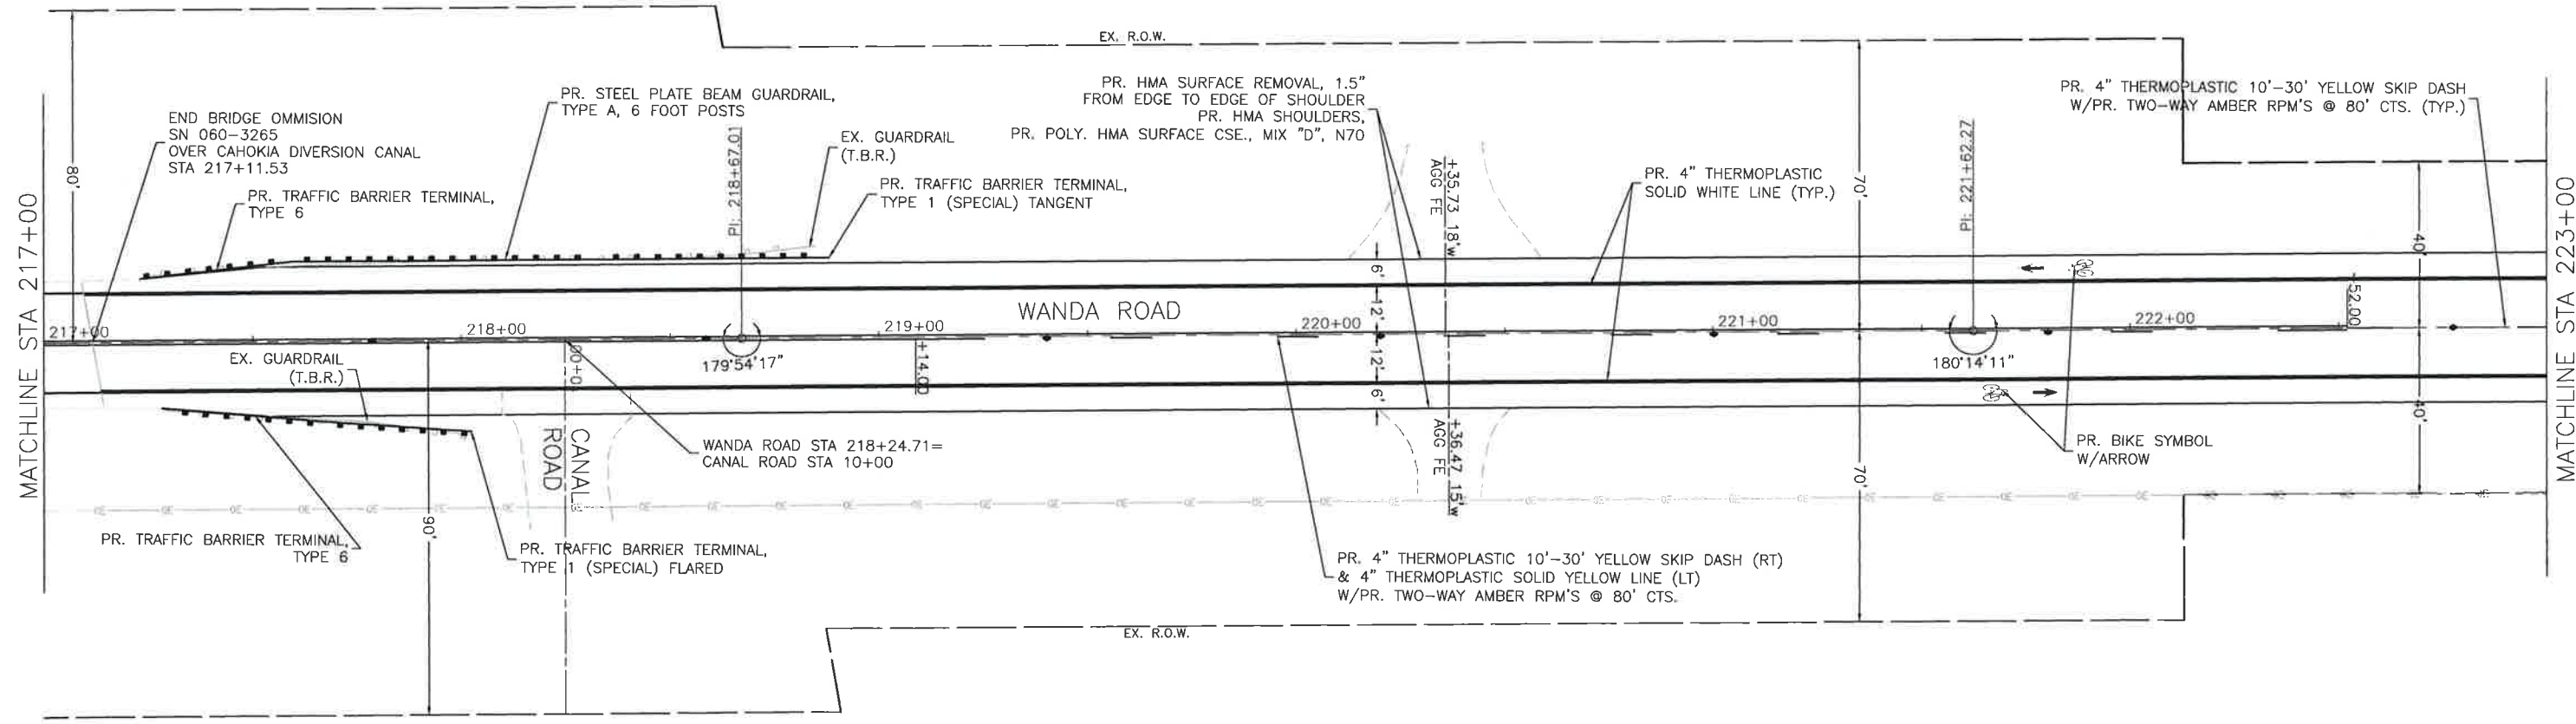 EX. R.O.W.
END BRIDGE OMMISION
SN 060-3265
OVER CAHOKIA DIVERSION CANAL
STA 217+11.53
PR. TRAFFIC BARRIER TERMINAL,
TYPE 6
PR. STEEL PLATE BEAM GUARDRAIL,
TYPE A, 6 FOOT POSTS
PI: 218+67.01
EX. GUARDRAIL
(T.B.R.)
PR. TRAFFIC BARRIER TERMINAL,
TYPE 1 (SPECIAL) TANGENT
PR. HMA SURFACE REMOVAL, 1.5"
FROM EDGE TO EDGE OF SHOULDER
PR. HMA SHOULDERS,
PR. POLY. HMA SURFACE CSE., MIX "D", N70
+35.73 18'w
AGG FE
PR. 4" THERMOPLASTIC
SOLID WHITE LINE (TYP.)
PI: 221+62.27
PR. 4" THERMOPLASTIC 10'-30' YELLOW SKIP DASH
W/PR. TWO-WAY AMBER RPM'S @ 80' CTS. (TYP.)
80'
70'
40'
MATCHLINE STA 217+00
MATCHLINE STA 223+00
6'
12'
12'
6'
WANDA ROAD
217+00
218+00
219+00
220+00
221+00
222+00
52.00
179°54'17"
180°14'11"
+14.00
EX. GUARDRAIL
(T.B.R.)
CANAL
ROAD
WANDA ROAD STA 218+24.71=
CANAL ROAD STA 10+00
+36.47 15'w
AGG FE
PR. BIKE SYMBOL
W/ARROW
90'
70'
40'
PR. TRAFFIC BARRIER TERMINAL,
TYPE 6
PR. TRAFFIC BARRIER TERMINAL,
TYPE 1 (SPECIAL) FLARED
PR. 4" THERMOPLASTIC 10'-30' YELLOW SKIP DASH (RT)
& 4" THERMOPLASTIC SOLID YELLOW LINE (LT)
W/PR. TWO-WAY AMBER RPM'S @ 80' CTS.
EX. R.O.W.